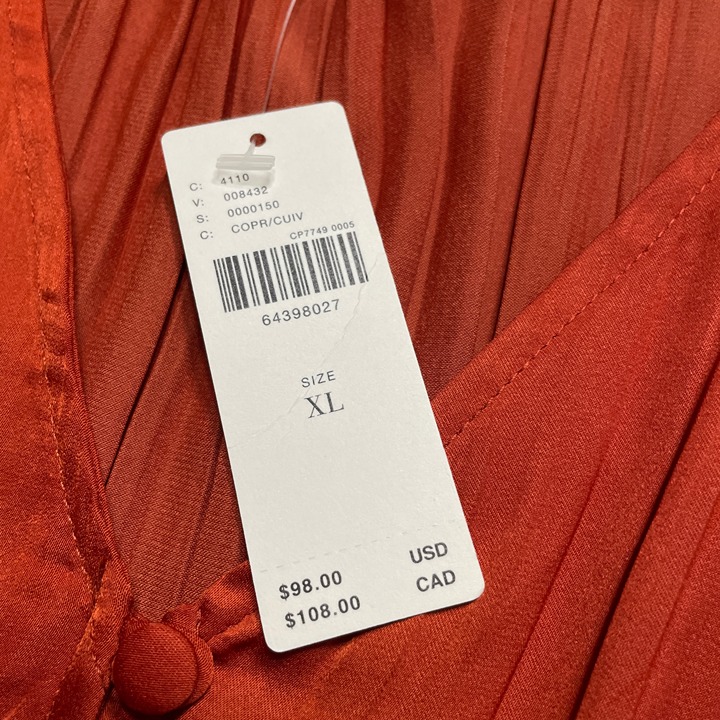 C: 4110
V: 008432
S: 0000150
C: COPR/CUIV
CP7749 0005
64398027
SIZE
XL
$98.00 USD
$108.00 CAD